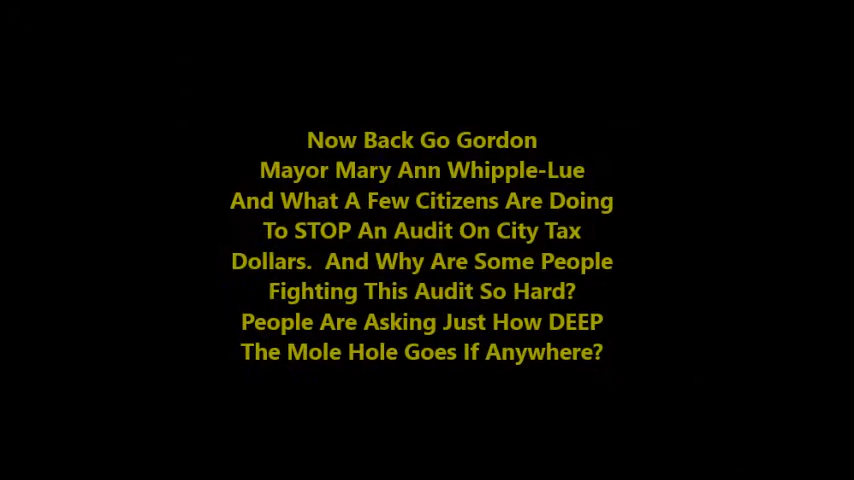 Now Back Go Gordon
Mayor Mary Ann Whipple-Lue
And What A Few Citizens Are Doing
To STOP An Audit On City Tax
Dollars.  And Why Are Some People
Fighting This Audit So Hard?
People Are Asking Just How DEEP
The Mole Hole Goes If Anywhere?